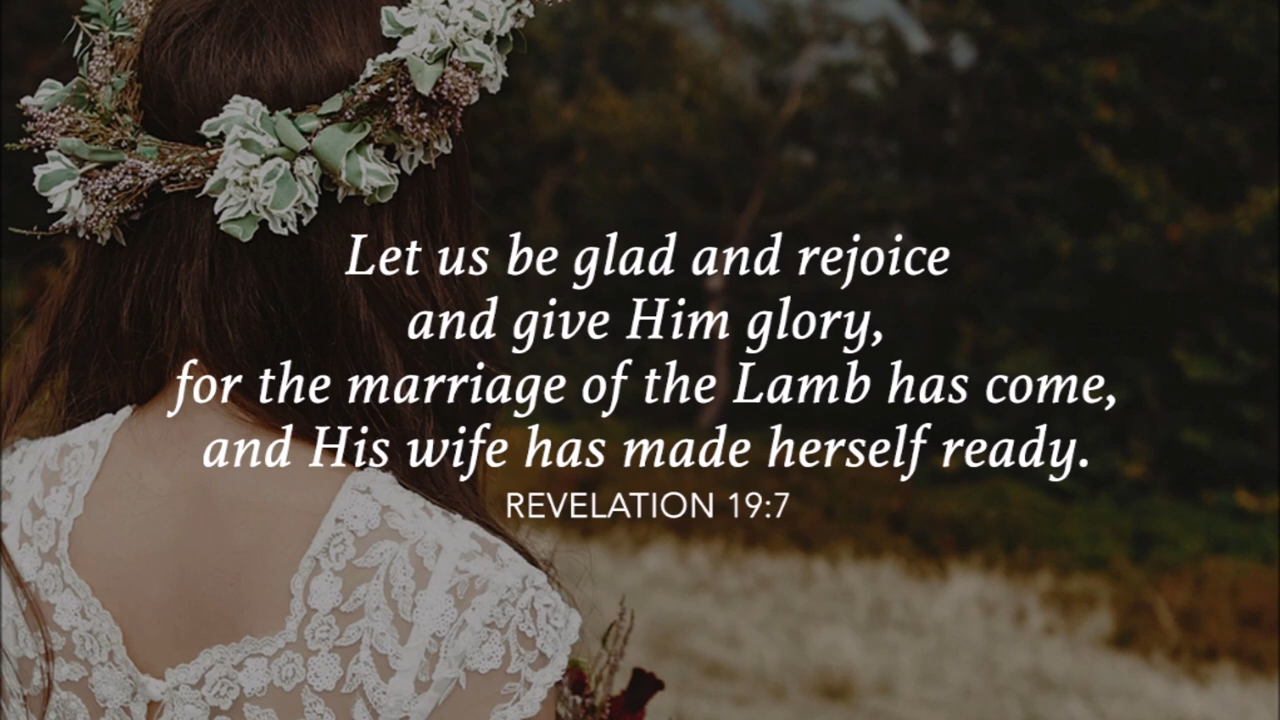 Let us be glad and rejoice
and give Him glory,
for the marriage of the Lamb has come,
and His wife has made herself ready.
REVELATION 19:7